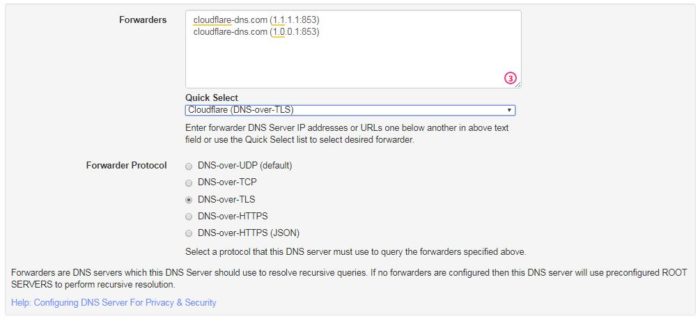 Forwarders
cloudflare-dns.com (1.1.1.1:853)
cloudflare-dns.com (1.0.0.1:853)
3
Quick Select
Cloudflare (DNS-over-TLS)
Enter forwarder DNS Server IP addresses or URLs one below another in above text
field or use the Quick Select list to select desired forwarder.
Forwarder Protocol
DNS-over-UDP (default)
DNS-over-TCP
DNS-over-TLS
DNS-over-HTTPS
DNS-over-HTTPS (JSON)
Select a protocol that this DNS server must use to query the forwarders specified above.
Forwarders are DNS servers which this DNS Server should use to resolve recursive queries. If no forwarders are configured then this DNS server will use preconfigured ROOT
SERVERS to perform recursive resolution.
Help: Configuring DNS Server For Privacy & Security